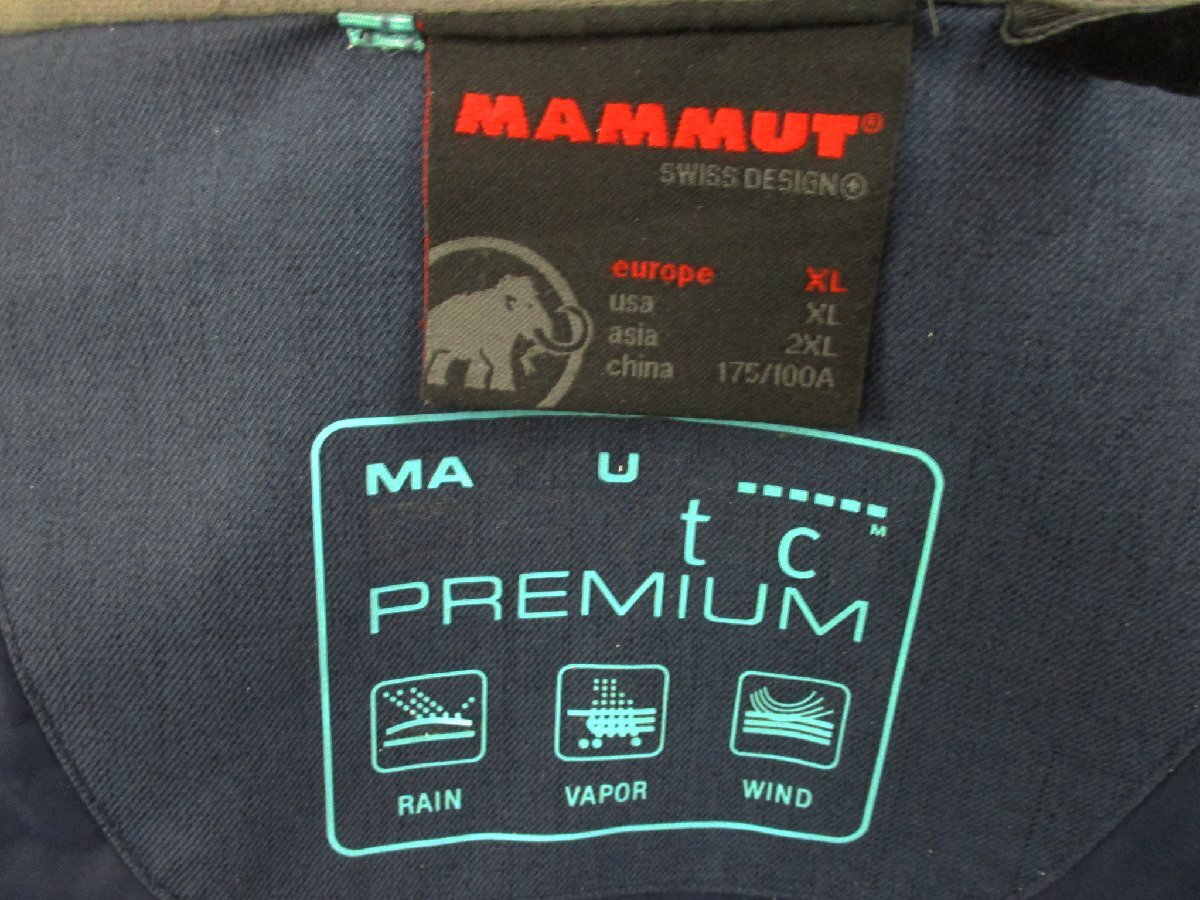 MAMMUT®
SWISS DESIGN
europe XL
usa XL
asia 2XL
china 175/100A
MA U
t c
M
PREMIUM
RAIN VAPOR WIND